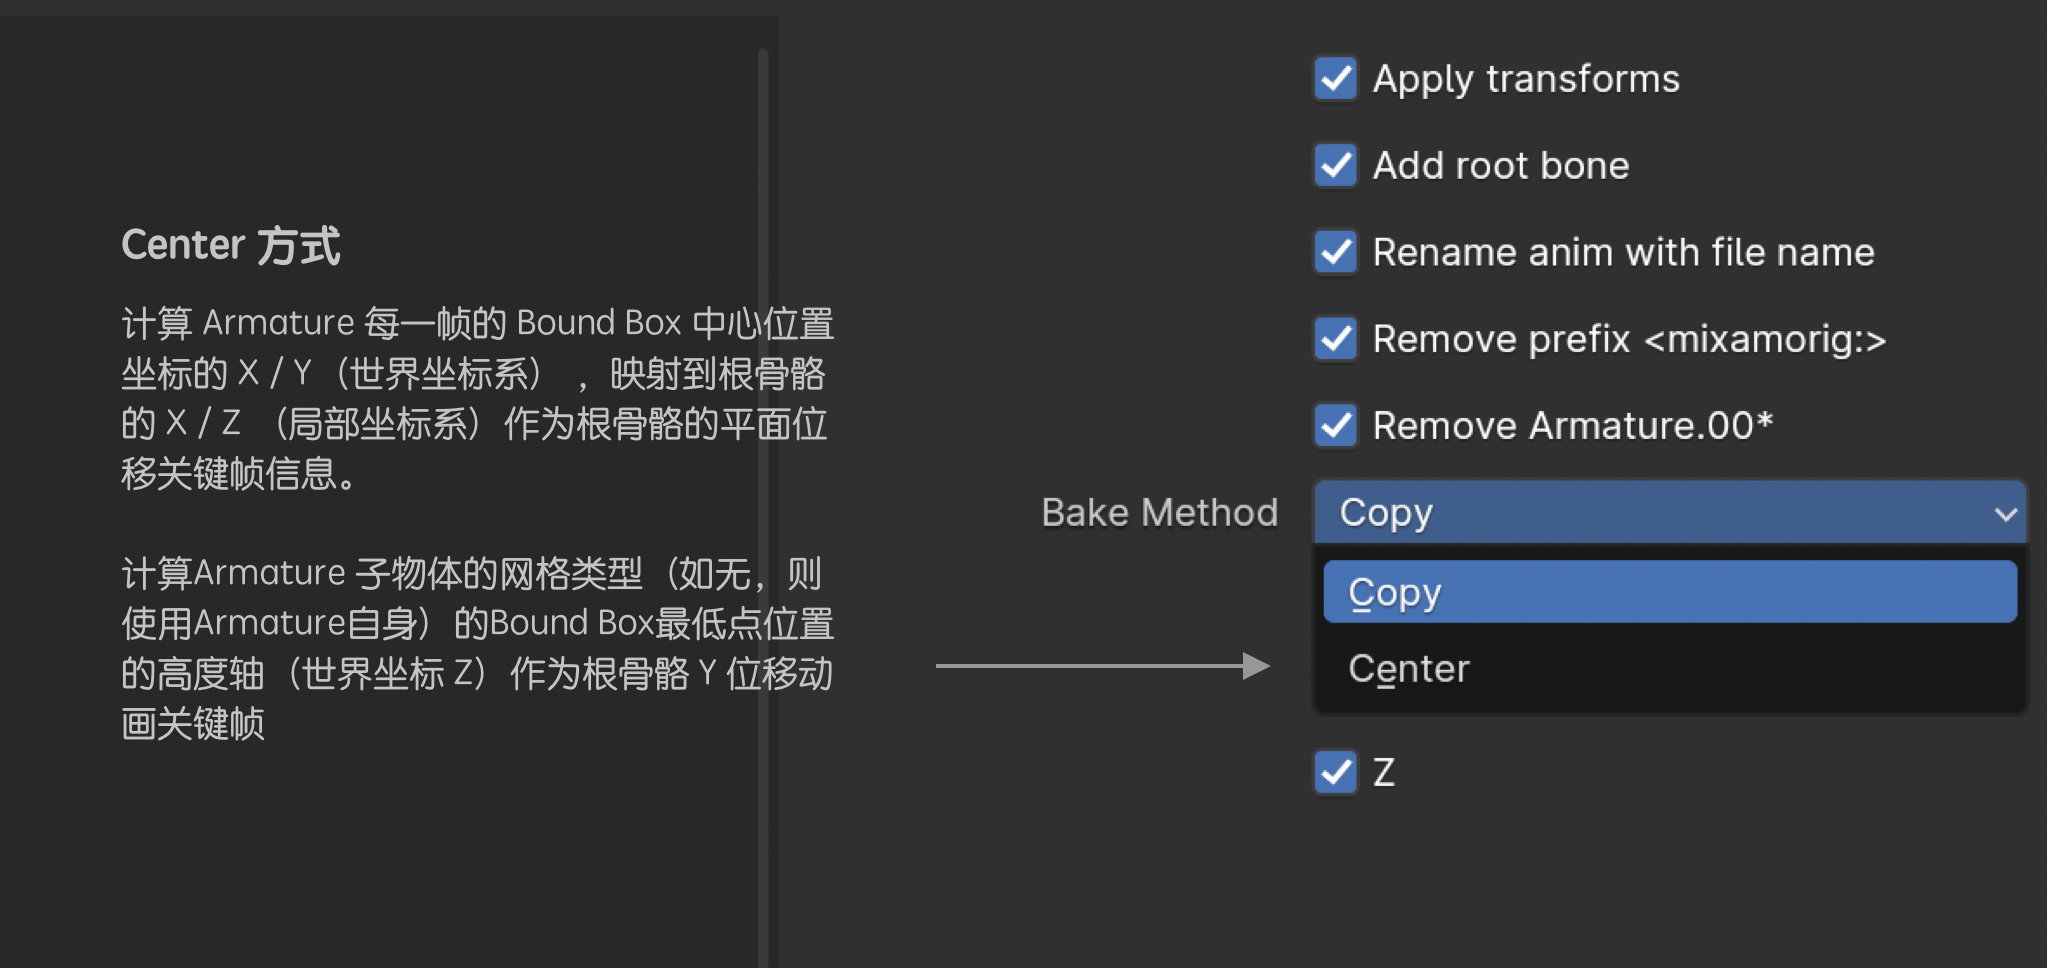 Center 方式
计算 Armature 每一帧的 Bound Box 中心位置
坐标的 X / Y（世界坐标系），映射到根骨骼
的 X / Z （局部坐标系）作为根骨骼的平面位
移关键帧信息。
计算Armature 子物体的网格类型（如无，则
使用Armature自身）的Bound Box最低点位置
的高度轴（世界坐标 Z）作为根骨骼 Y 位移动
画关键帧
Apply transforms
Add root bone
Rename anim with file name
Remove prefix <mixamorig:>
Remove Armature.00*
Bake Method
Copy
Copy
Center
Z